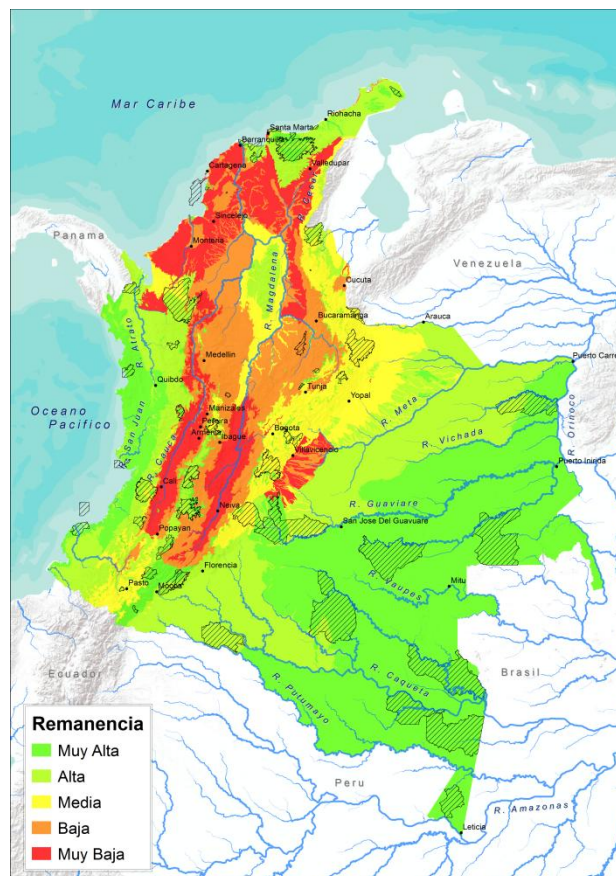 Mar Caribe
Riohacha
Santa Marta
Barranquilla
Cartagena
Valledupar
R. Cesar
Sincelejo
Panama
Monteria
Venezuela
Cucuta
R. Magdalena
Bucaramanga
Arauca
R. Atrato
Medellin
Puerto Carre
Quibdo
Tunja
Yopal
R. Meta
R. Orinoco
Oceano
Pacifico
Manizales
Pereira
Armenia
Ibague
Bogota
R. Vichada
R. San Juan
R. Cauca
Villavicencio
Puerto Inirida
Cali
R. Guaviare
Neiva
San Jose Del Gauvuare
Popayan
Florencia
R. Vaupes
Mitu
Pasto
Mocoa
Ecuador
R. Caqueta
Brasil
R. Putumayo
Remanencia
Muy Alta
Alta
Media
Baja
Muy Baja
Peru
R. Amazonas
Leticia